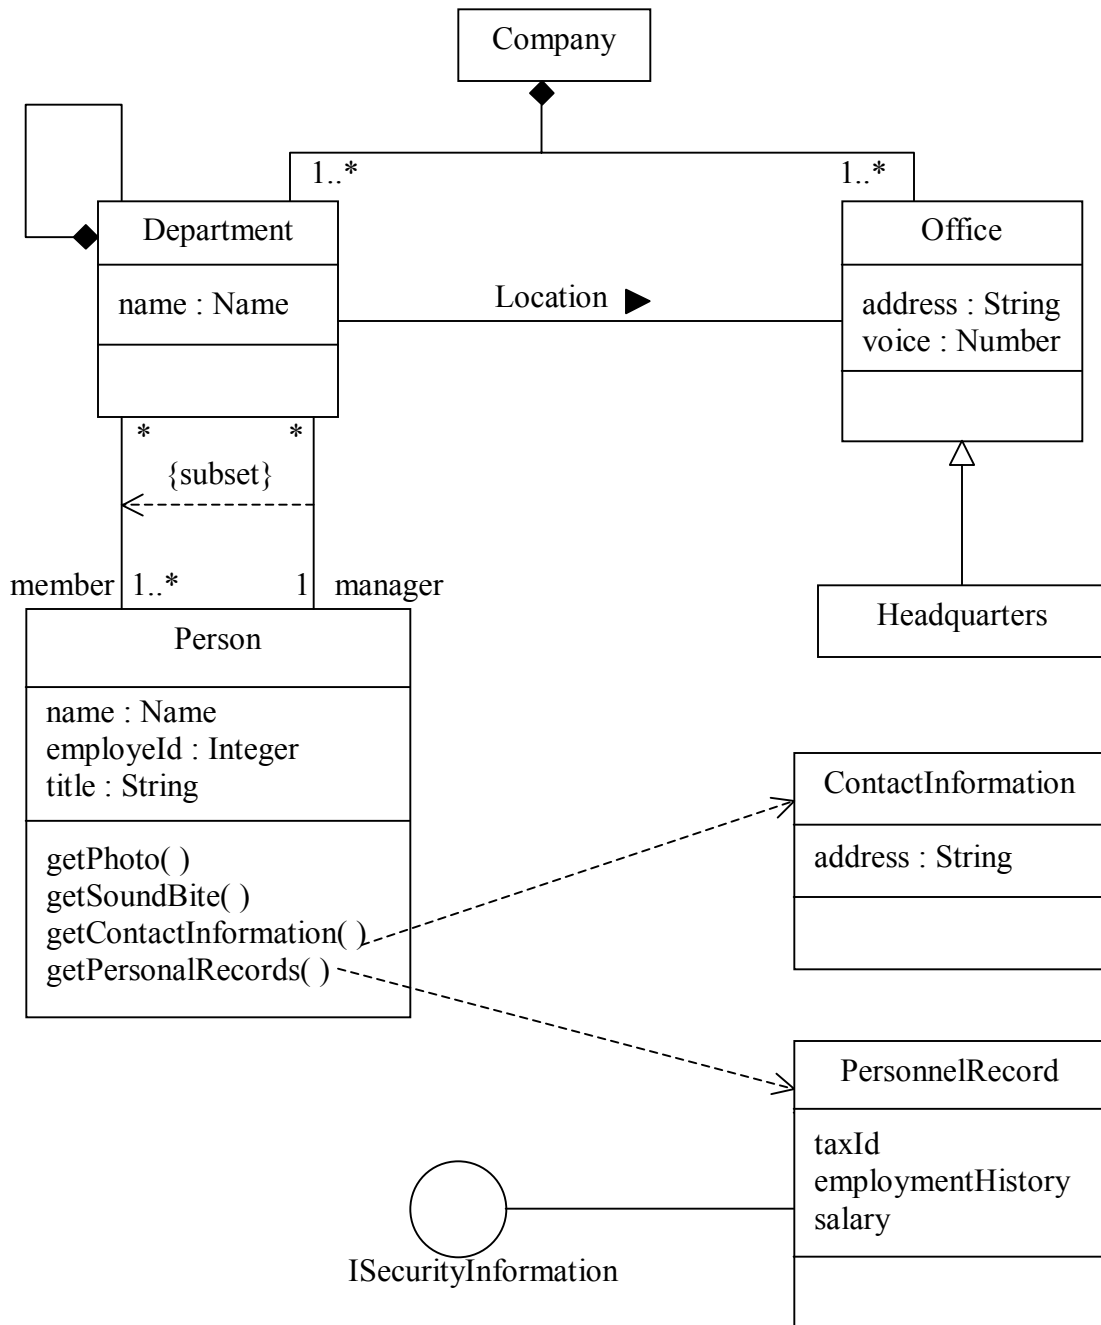 Company
1..*
1..*
Department
Office
name : Name
Location
address : String
voice : Number
*
*
{subset}
member
1..*
1
manager
Headquarters
Person
name : Name
employeId : Integer
title : String
ContactInformation
address : String
getPhoto( )
getSoundBite( )
getContactInformation( )
getPersonalRecords( )
PersonnelRecord
taxId
employmentHistory
salary
ISecurityInformation